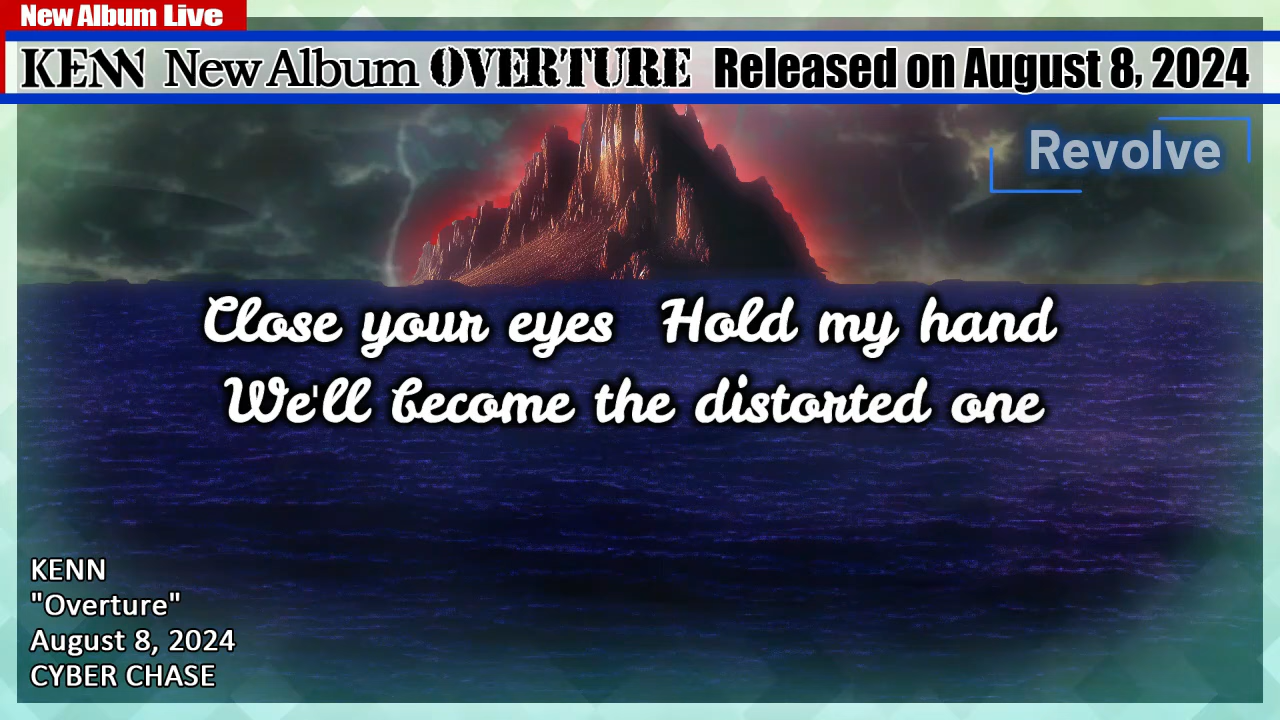 New Album Live
KENN New Album OVERTURE Released on August 8, 2024
Revolve
Close your eyes Hold my hand
We'll become the distorted one
KENN
"Overture"
August 8, 2024
CYBER CHASE